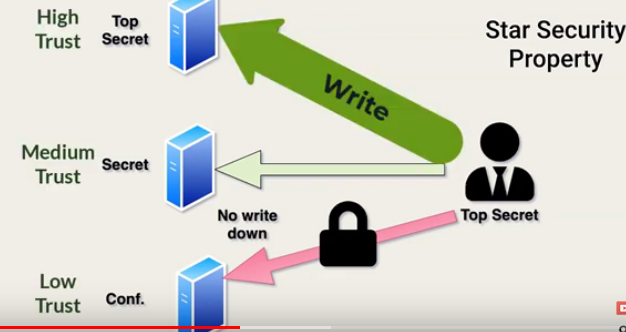 High
Trust
Top
Secret
Star Security
Property
Write
Medium
Trust
Secret
No write
down
Top Secret
Low
Trust
Conf.